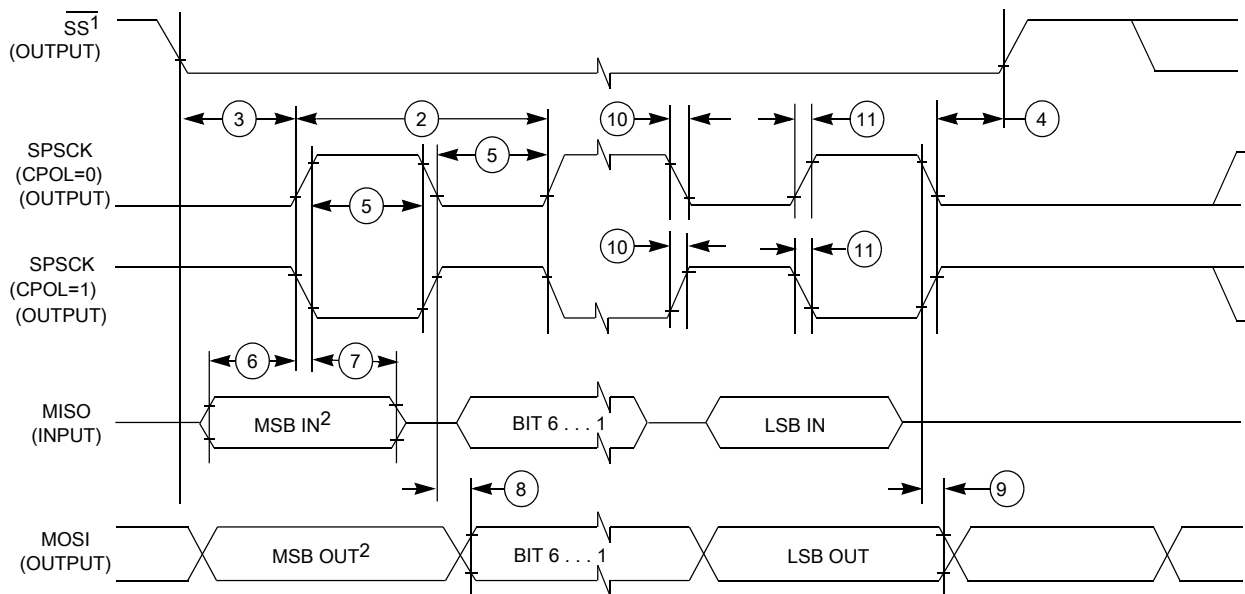 SS¹
(OUTPUT)
3
2
10
11
4
SPSCK
(CPOL=0)
(OUTPUT)
5
5
SPSCK
(CPOL=1)
(OUTPUT)
10
11
6
7
MISO
(INPUT)
MSB IN²
BIT 6 . . . 1
LSB IN
8
9
MOSI
(OUTPUT)
MSB OUT²
BIT 6 . . . 1
LSB OUT